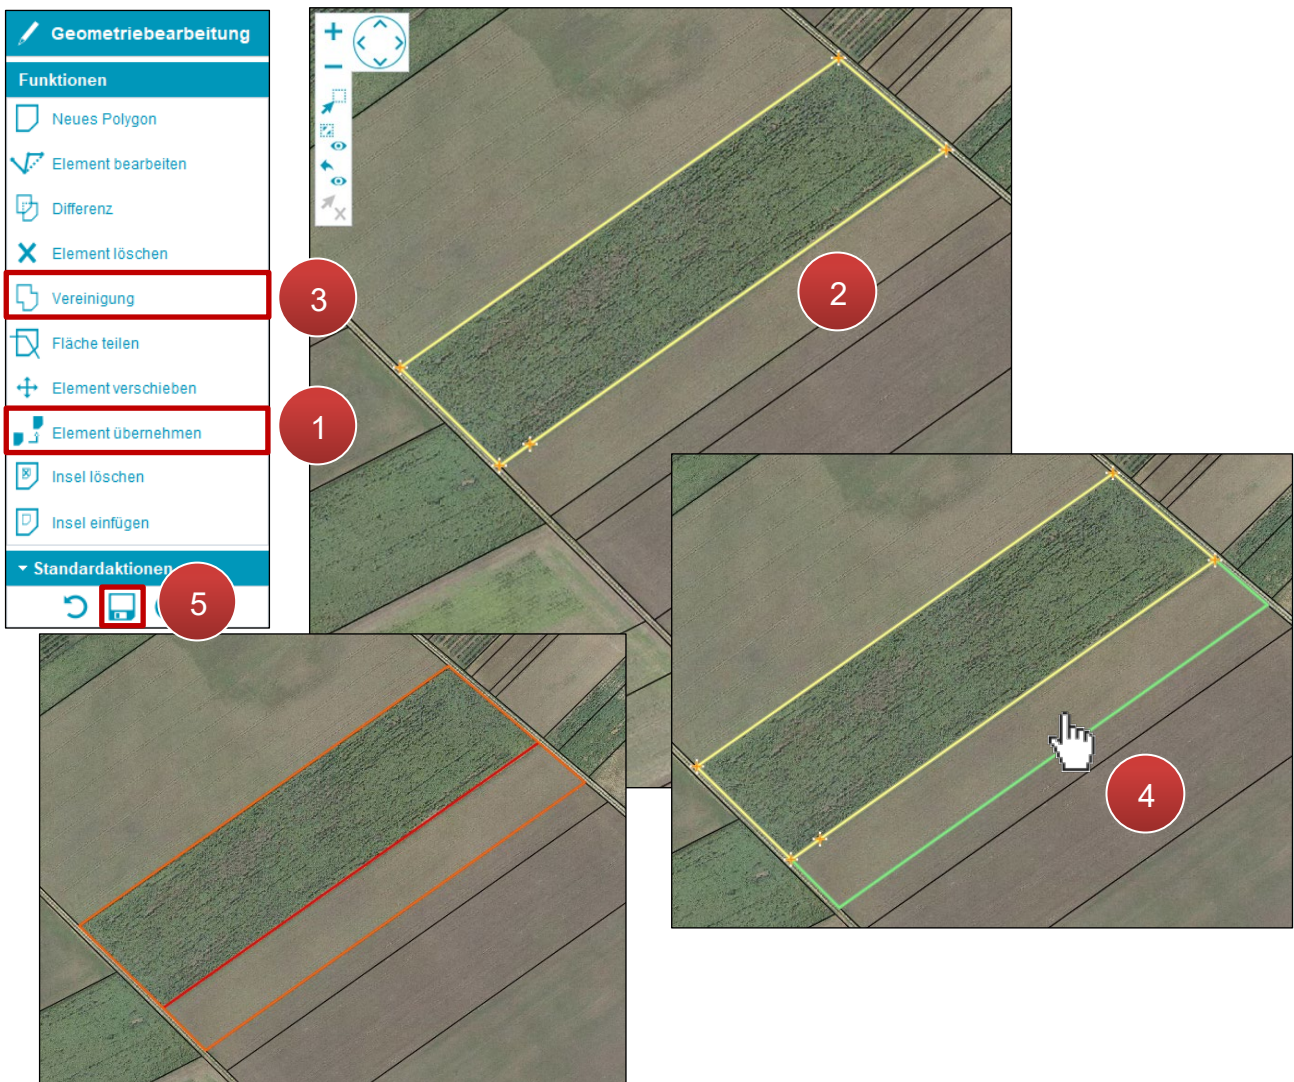 Geometriebearbeitung
Funktionen
Neues Polygon
Element bearbeiten
Differenz
Element löschen
Vereinigung
Fläche teilen
Element verschieben
Element übernehmen
Insel löschen
Insel einfügen
Standardaktionen
3
1
5
2
4